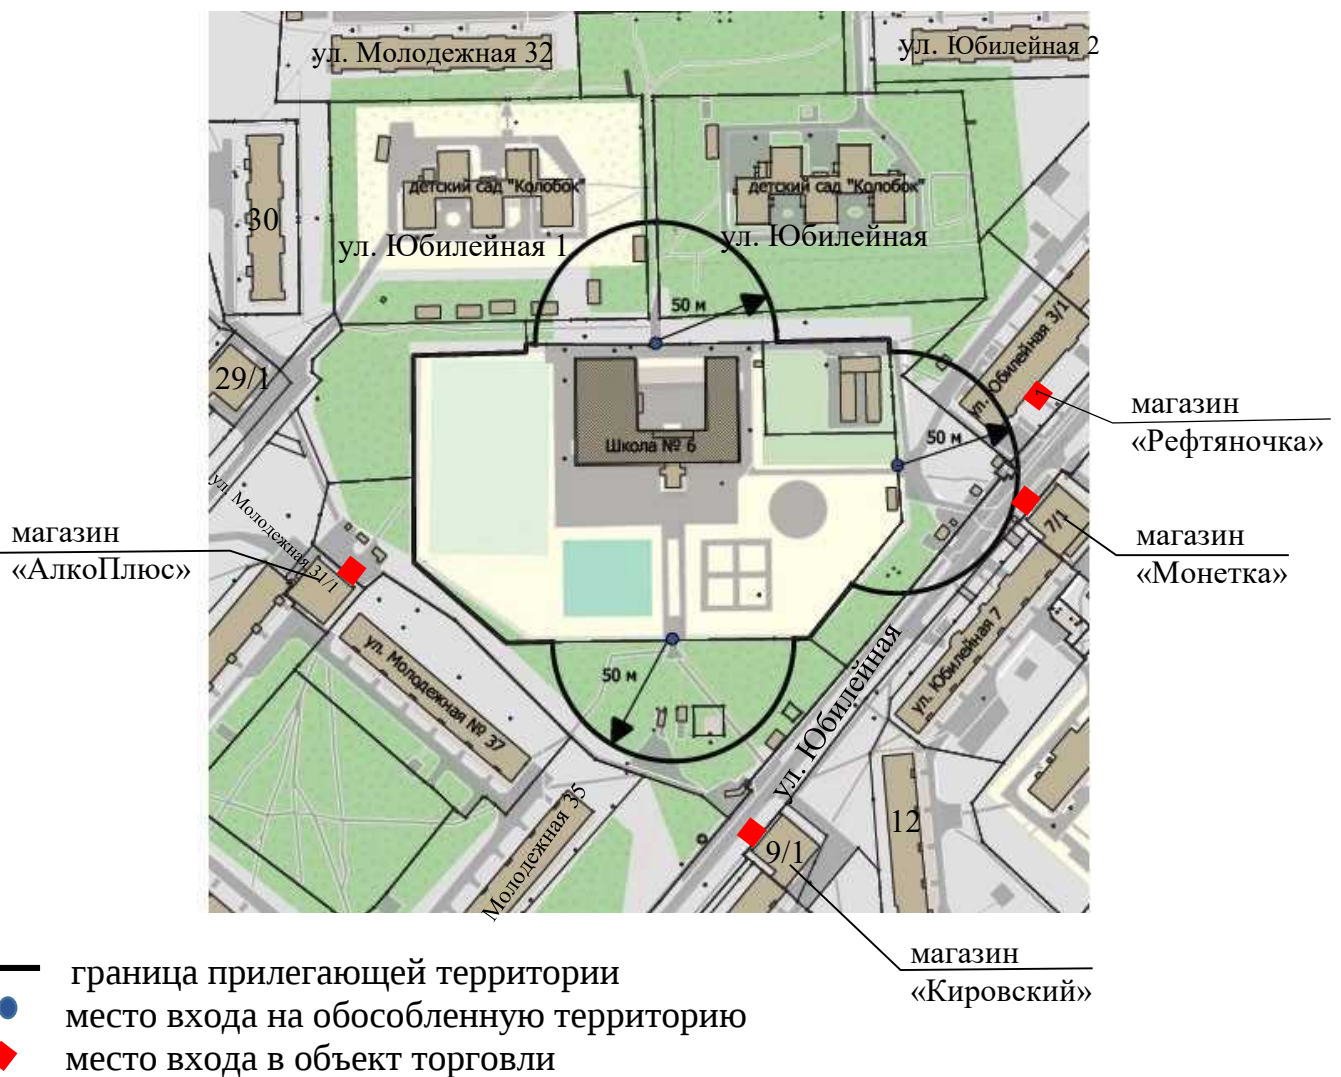 ул. Молодежная 32
ул. Юбилейная 2
детский сад "Колобок"
детский сад "Колобок"
30
ул. Юбилейная 1
ул. Юбилейная
50 м
ул. Юбилейная 3/1
29/1
1
магазин
«Рефтяночка»
Школа № 6
50 м
ул. Молодежная 31/1
магазин
«АлкоПлюс»
7/1
магазин
«Монетка»
ул. Молодежная № 37
50 м
ул. Юбилейная 7
ул. Юбилейная
Молодежная 35
12
9/1
магазин
«Кировский»
граница прилегающей территории
место входа на обособленную территорию
место входа в объект торговли